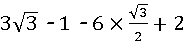 3√3 - 1 - 6 × √3/2 + 2